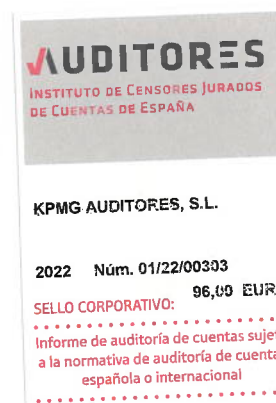 AUDITORES
INSTITUTO DE CENSORES JURADOS
DE CUENTAS DE ESPAÑA
KPMG AUDITORES, S.L.
2022 Núm. 01/22/00303
96,00 EUR
SELLO CORPORATIVO:
Informe de auditoría de cuentas suje
a la normativa de auditoría de cuenta
española o internacional